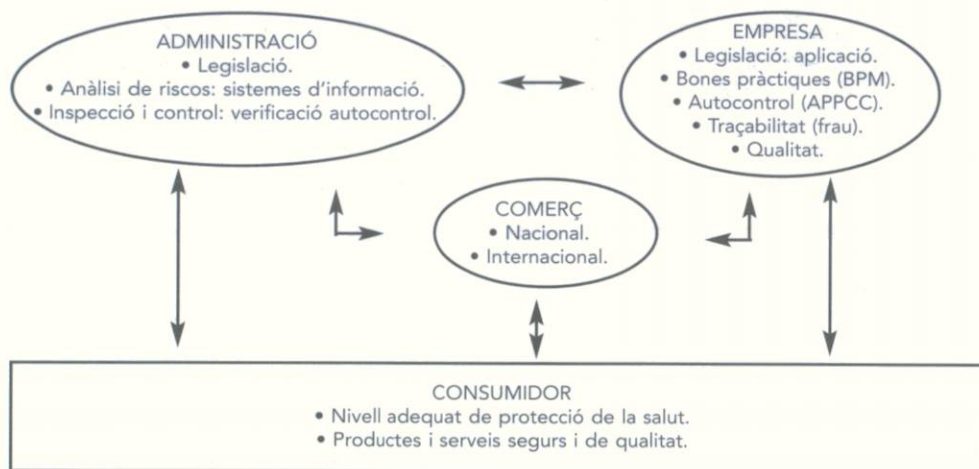 ADMINISTRACIÓ
• Legislació.
• Anàlisi de riscos: sistemes d'informació.
• Inspecció i control: verificació autocontrol.
EMPRESA
• Legislació: aplicació.
• Bones pràctiques (BPM).
• Autocontrol (APPCC).
• Traçabilitat (frau).
• Qualitat.
COMERÇ
• Nacional.
• Internacional.
CONSUMIDOR
• Nivell adequat de protecció de la salut.
• Productes i serveis segurs i de qualitat.